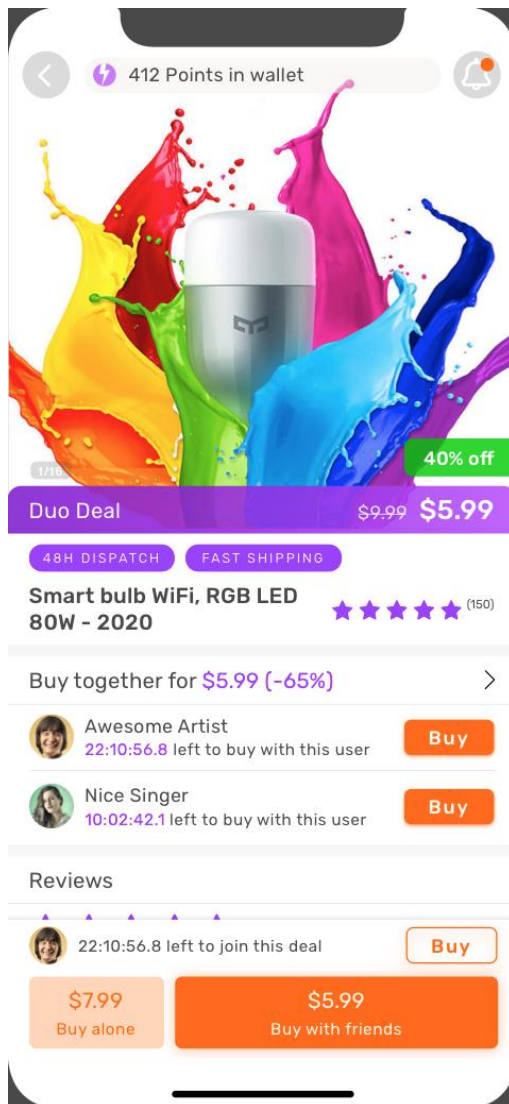 412 Points in wallet
1/16
40% off
Duo Deal $9.99 $5.99
48H DISPATCH FAST SHIPPING
Smart bulb WiFi, RGB LED
80W - 2020
(150)
Buy together for $5.99 (-65%)
Awesome Artist
22:10:56.8 left to buy with this user
Buy
Nice Singer
10:02:42.1 left to buy with this user
Buy
Reviews
22:10:56.8 left to join this deal
Buy
$7.99
Buy alone
$5.99
Buy with friends